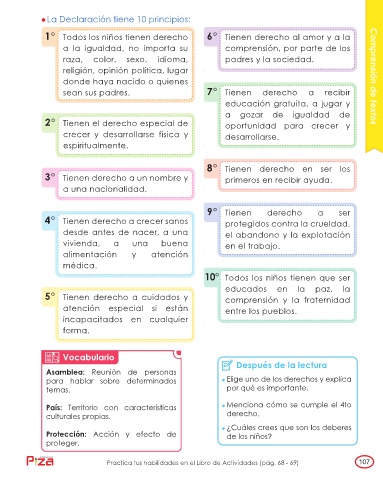 La Declaración tiene 10 principios:
1° Todos los niños tienen derecho
a la igualdad, no importa su
raza, color, sexo, idioma,
religión, opinión política, lugar
donde haya nacido o quienes
sean sus padres.
2° Tienen el derecho especial de
crecer y desarrollarse física y
espiritualmente.
3° Tienen derecho a un nombre y
a una nacionalidad.
4° Tienen derecho a crecer sanos
desde antes de nacer, a una
vivienda, a una buena
alimentación y atención
médica.
5° Tienen derecho a cuidados y
atención especial si están
incapacitados en cualquier
forma.
6° Tienen derecho al amor y a la
comprensión, por parte de los
padres y la sociedad.
7° Tienen derecho a recibir
educación gratuita, a jugar y
a gozar de igualdad de
oportunidad para crecer y
desarrollarse.
8° Tienen derecho en ser los
primeros en recibir ayuda.
9° Tienen derecho a ser
protegidos contra la crueldad,
el abandono y la explotación
en el trabajo.
10° Todos los niños tienen que ser
educados en la paz, la
comprensión y la fraternidad
entre los pueblos.
Comprensión de textos
Vocabulario
Asamblea: Reunión de personas
para hablar sobre determinados
temas.
País: Territorio con características
culturales propias.
Protección: Acción y efecto de
proteger.
Después de la lectura
Elige uno de los derechos y explica
por qué es importante.
Menciona cómo se cumple el 4to
derecho.
¿Cuáles crees que son los deberes
de los niños?
Practica tus habilidades en el Libro de Actividades (pág. 68 - 69)
107